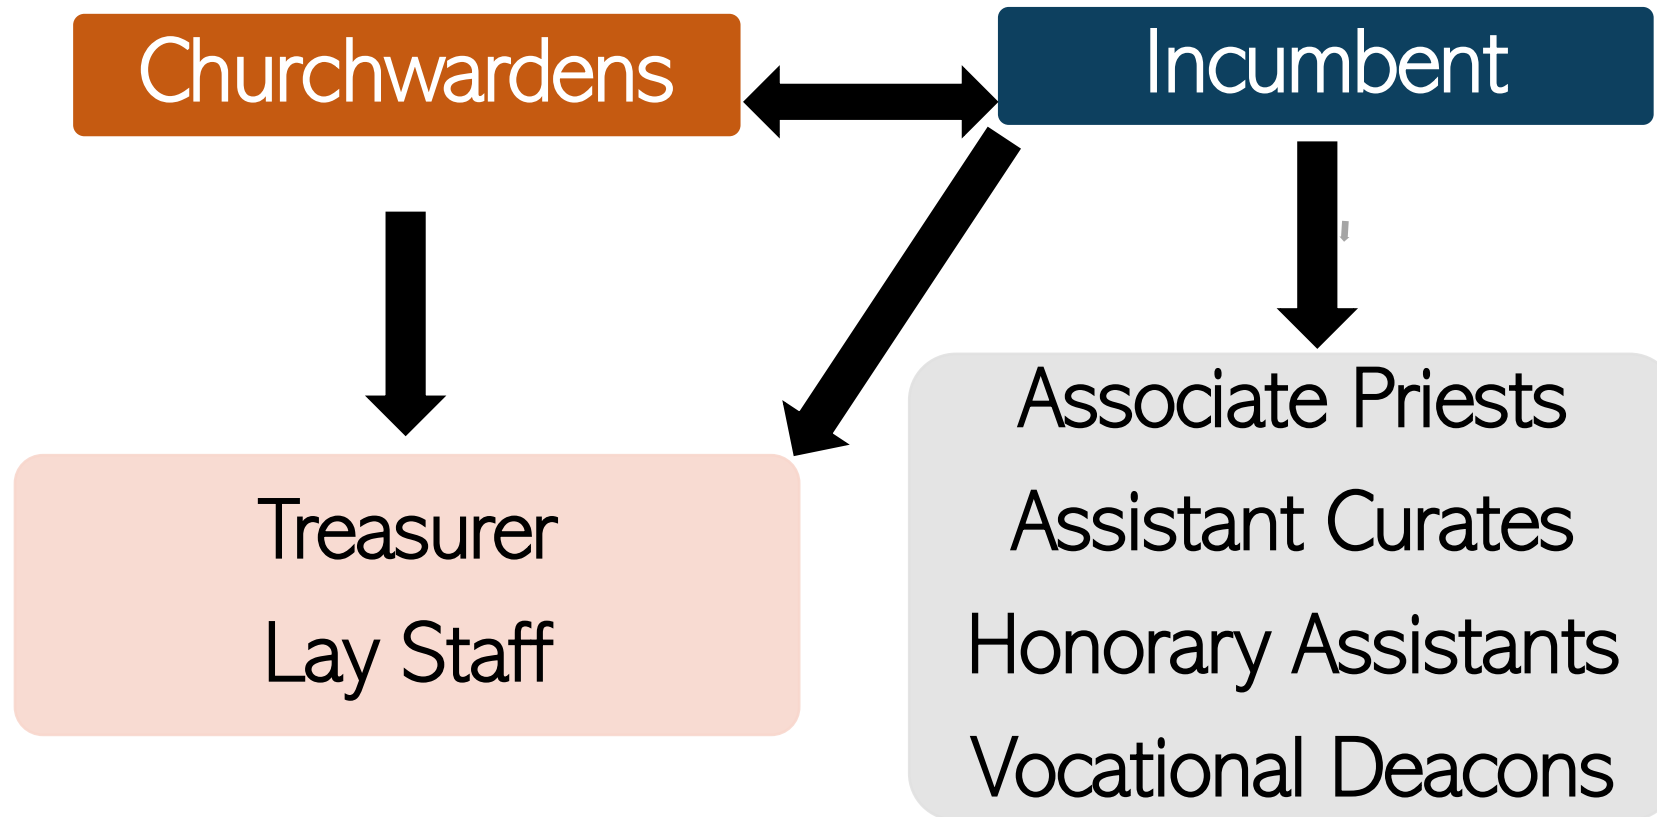 Churchwardens
Incumbent
Treasurer
Lay Staff
Associate Priests
Assistant Curates
Honorary Assistants
Vocational Deacons